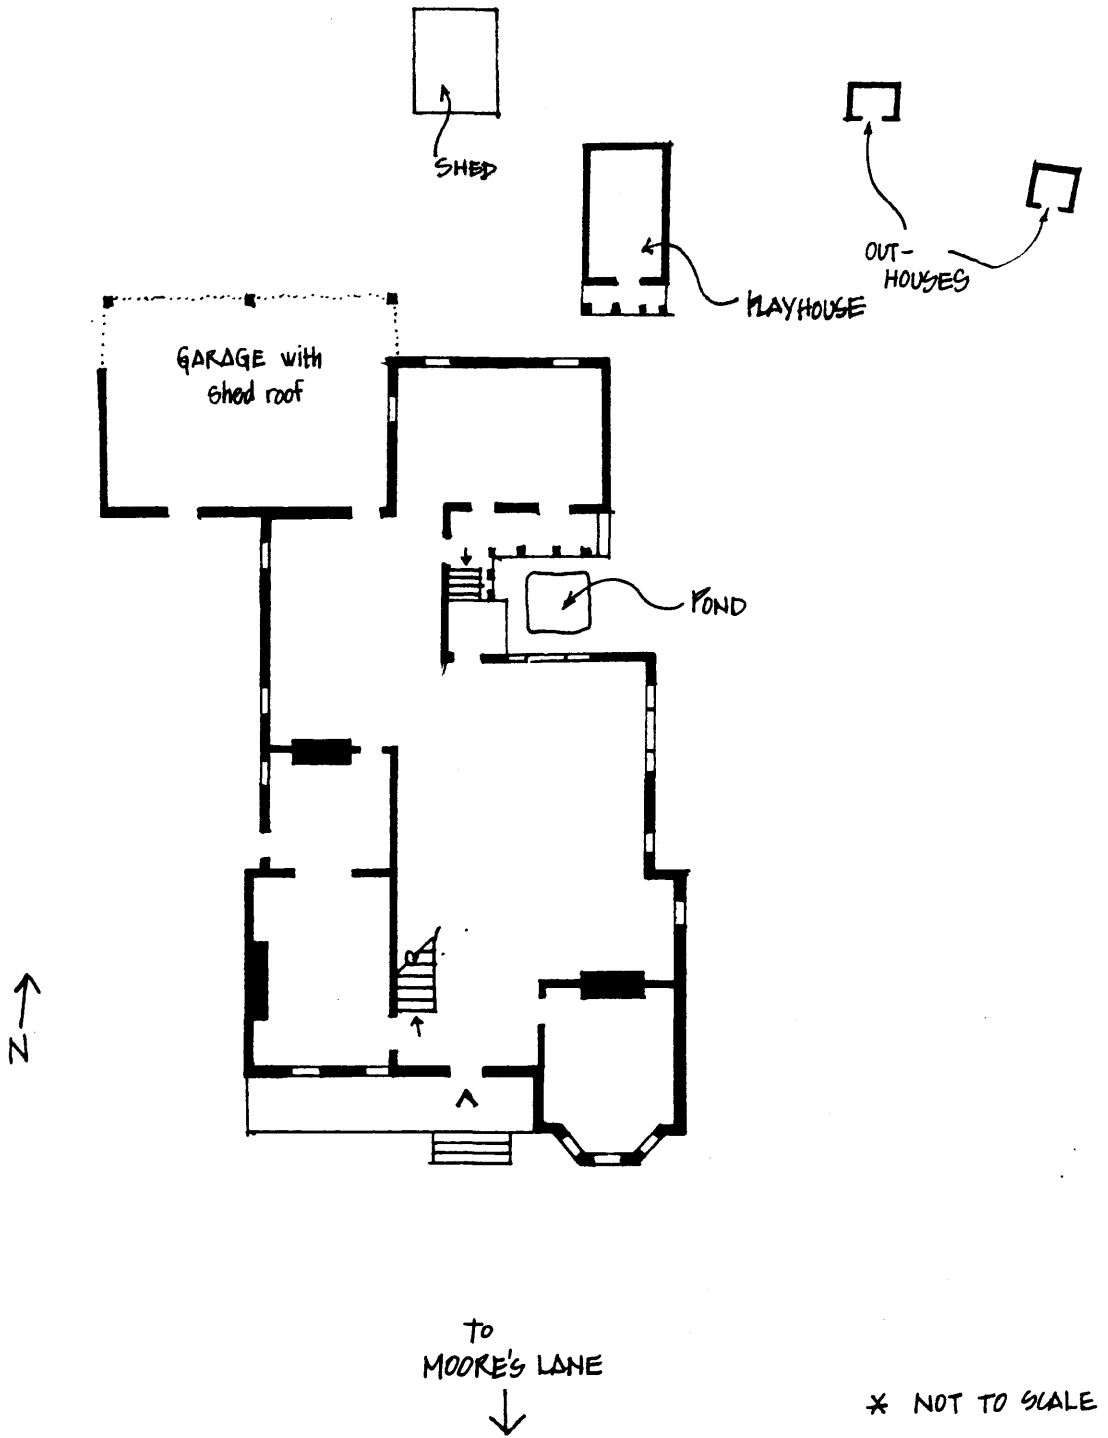 SHED
OUT-
HOUSES
PLAYHOUSE
GARAGE with
shed roof
POND
N
To
MOORE'S LANE
* NOT TO SCALE